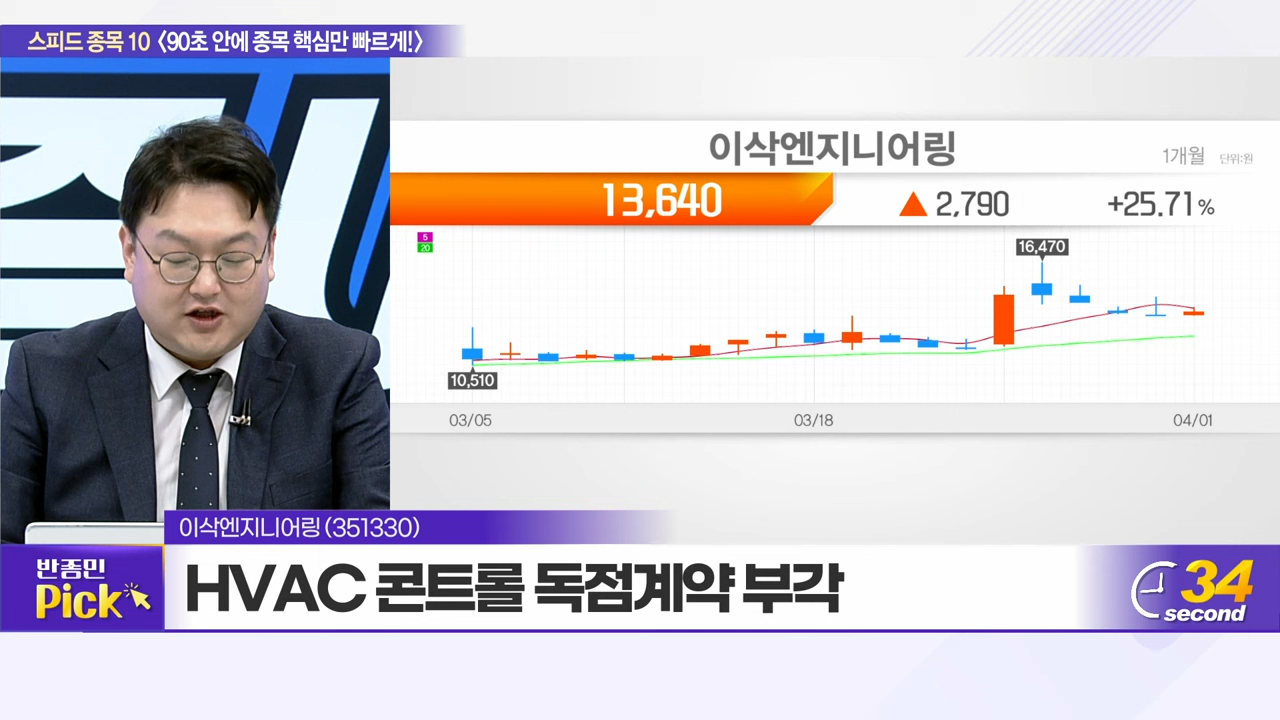 스피드 종목 10 <90초 안에 종목 핵심만 빠르게!>
이삭엔지니어링
1개월 단위:원
13,640 ▲ 2,790 +25.71%
5
20
16,470
10,510
03/05 03/18 04/01
이삭엔지니어링 (351330)
반종민
Pick
HVAC 콘트롤 독점계약 부각
34
second